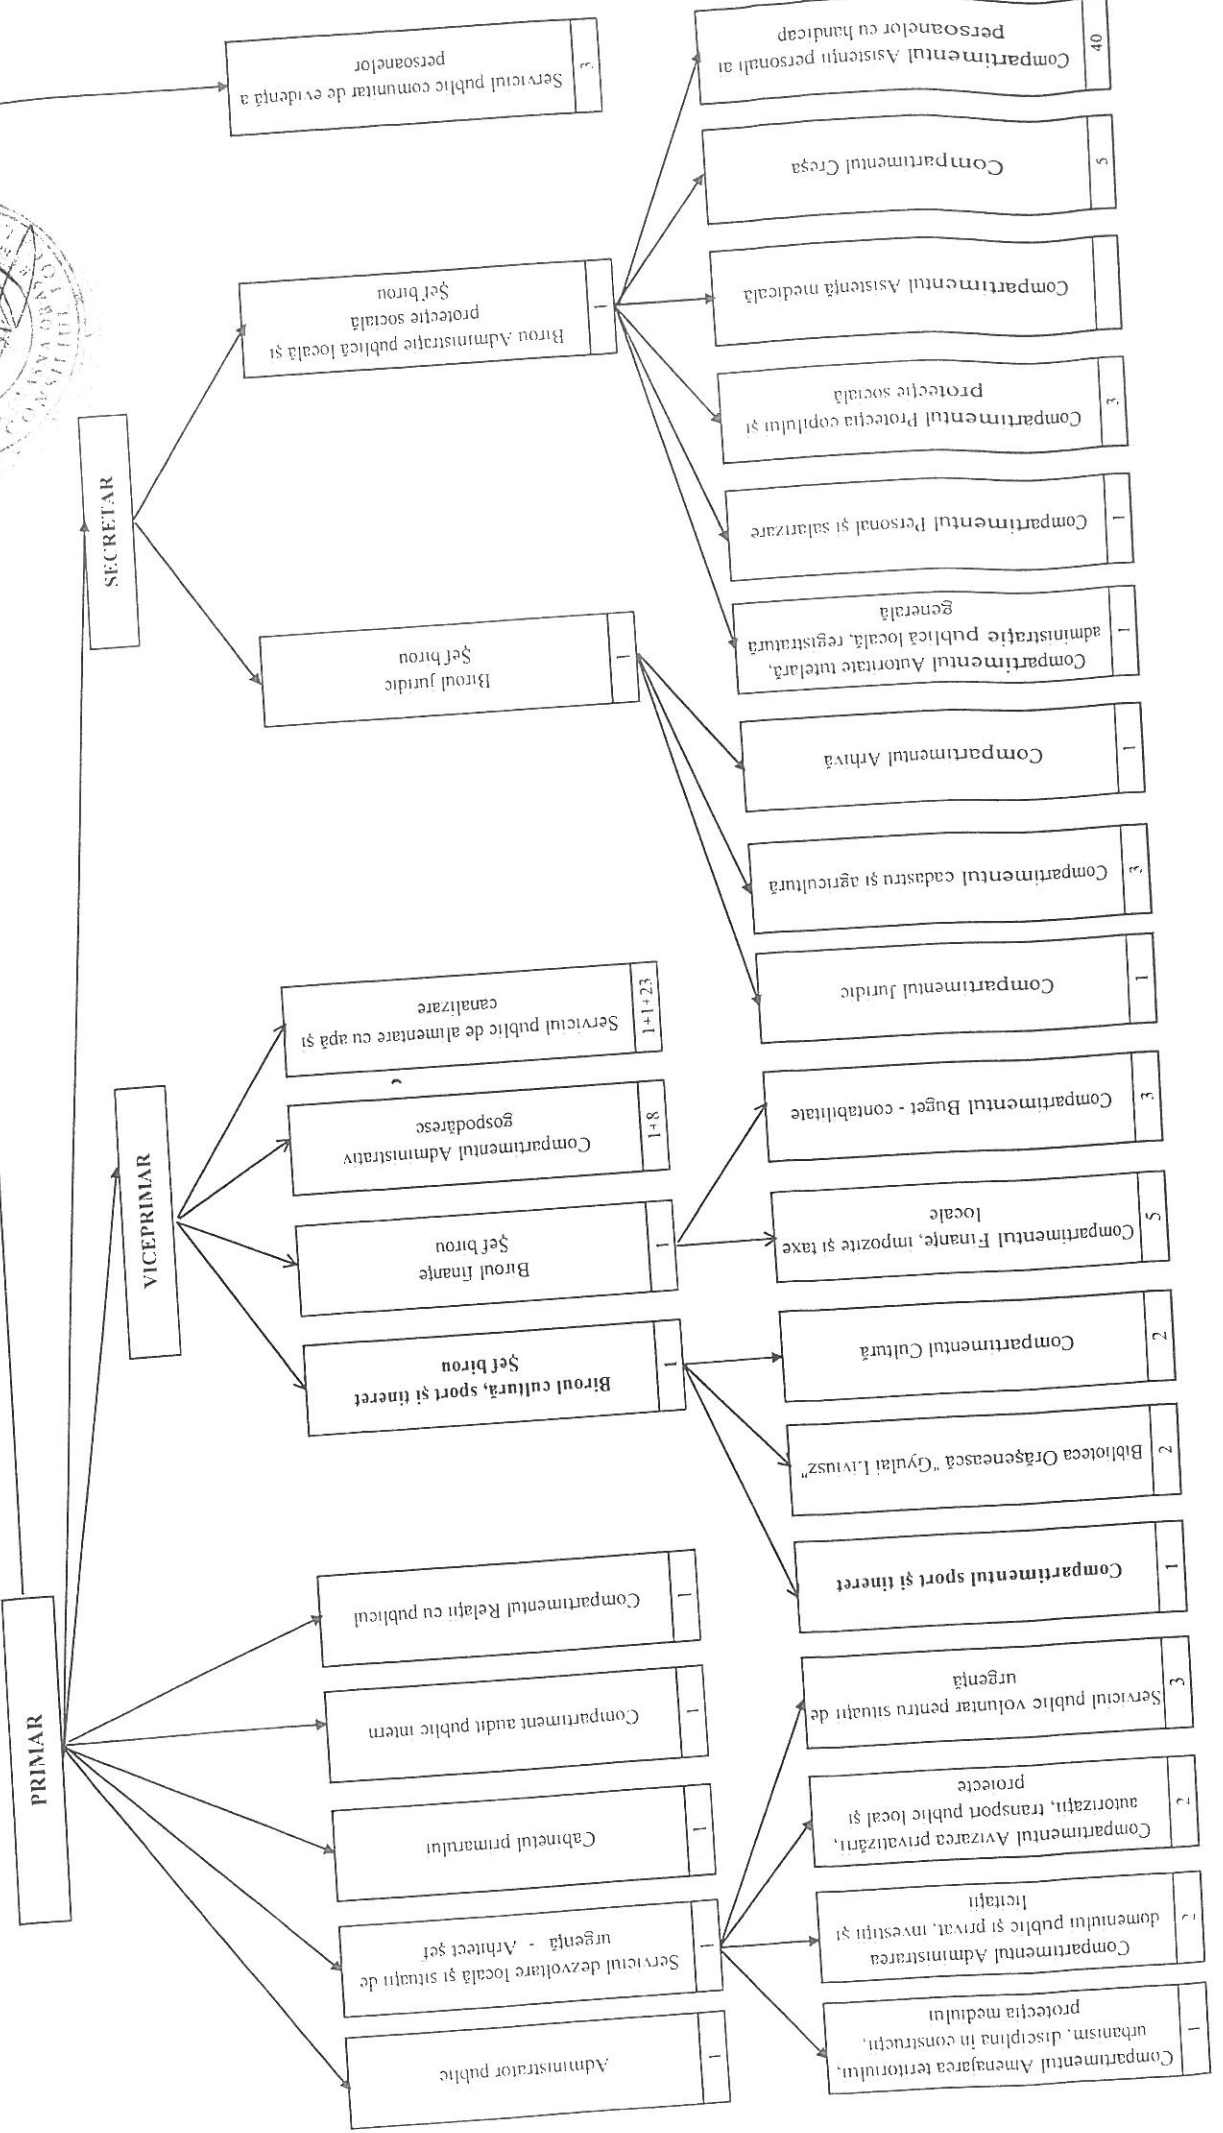 PRIMAR
VICEPRIMAR
SECRETAR
Administrator public
1
Serviciul dezvoltare locală și situații de
urgență - Arhitect șef
1
Cabinetul primarului
1
Compartiment audit public intern
1
Compartimentul Relații cu publicul
1
Biroul cultură, sport și tineret
Șef birou
1
Biroul finanțe
Șef birou
1
Compartimentul Administrativ
gospodăresc
1+8
Serviciul public de alimentare cu apă și
canalizare
1+1+23
Biroul juridic
Șef birou
1
Birou Administrație publică locală și
protecție socială
Șef birou
1
Serviciul public comunitar de evidență a
persoanelor
3
Compartimentul Amenajarea teritoriului,
urbanism, disciplina în construcții,
protecția mediului
1
Compartimentul Administrarea
domeniului public și privat, investiții și
licitații
Compartimentul Avizarea privatizării,
autorizații, transport public local și
proiecte
2
Serviciul public voluntar pentru situații de
urgență
3
Compartimentul sport și tineret
1
Biblioteca Orășenească "Gyulai Líviusz"
2
Compartimentul Cultură
2
Compartimentul Finanțe, impozite și taxe
locale
5
Compartimentul Buget - contabilitate
3
Compartimentul Juridic
1
Compartimentul cadastru și agricultură
3
Compartimentul Arhivă
1
Compartimentul Autoritate tutelară,
administrație publică locală, registratură
generală
1
Compartimentul Personal și salarizare
1
Compartimentul Protecția copilului și
protecție socială
3
Compartimentul Asistență medicală
Compartimentul Creșa
5
Compartimentul Asistenții personali ai
persoanelor cu handicap
40